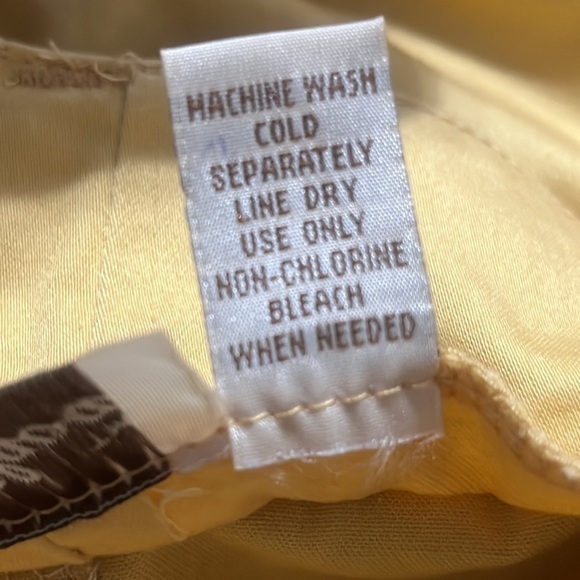 MACHINE WASH
COLD
SEPARATELY
LINE DRY
USE ONLY
NON-CHLORINE
BLEACH
WHEN NEEDED